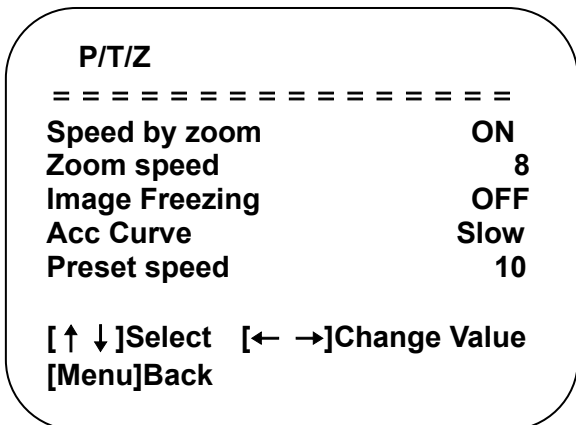 P/T/Z
= = = = = = = = = = = = = = = =
Speed by zoom ON
Zoom speed 8
Image Freezing OFF
Acc Curve Slow
Preset speed 10
[↑ ↓]Select [← →]Change Value
[Menu]Back